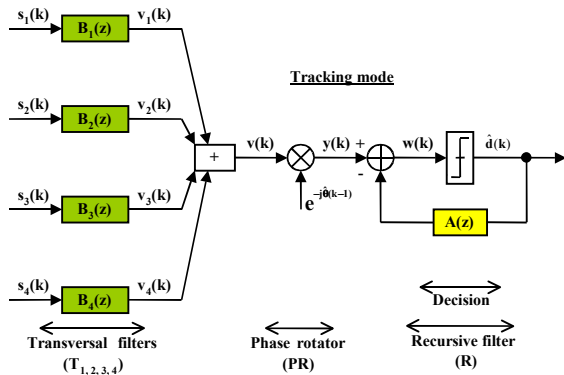 s1(k) B1(z) v1(k)
Tracking mode
s2(k) B2(z) v2(k)
+ v(k) y(k) + w(k) d̂(k)
-
e^-jθ̂(k-1)
s3(k) B3(z) v3(k)
A(z)
s4(k) B4(z) v4(k)
Decision
Transversal filters Phase rotator Recursive filter
(T1, 2, 3, 4) (PR) (R)